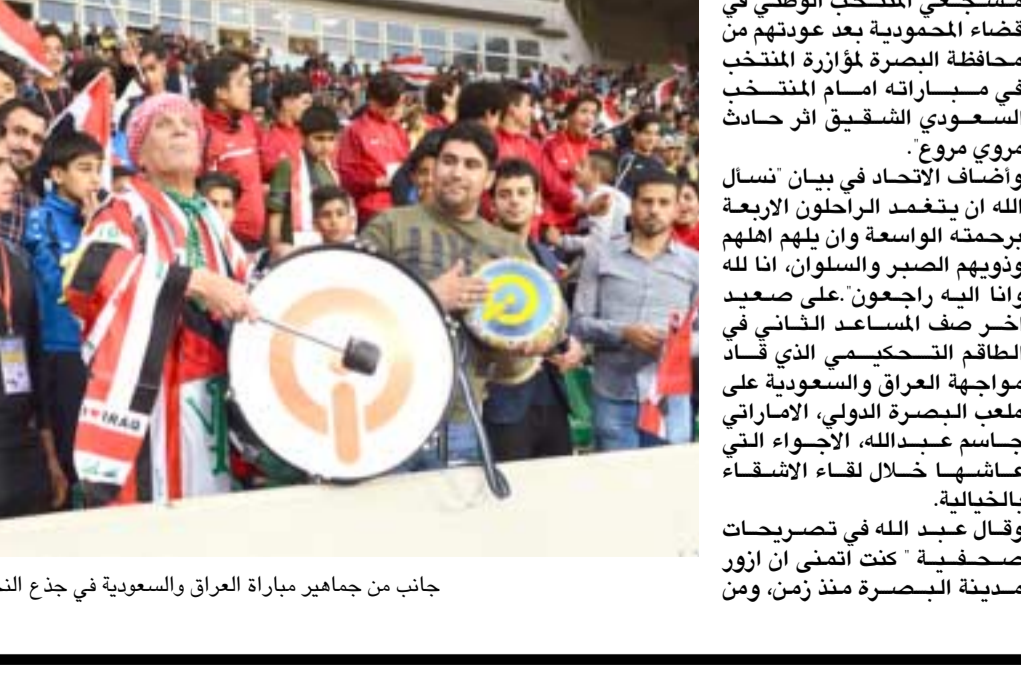 مشجعي المنتخب الوطني في
قضاء المحمودية بعد عودتهم من
محافظة البصرة لمؤازرة المنتخب
في مباراته امام المنتخب
السعودي الشقيق اثر حادث
مروي مروع".
وأضاف الاتحاد في بيان "نسأل
الله ان يتغمد الراحلون الاربعة
برحمته الواسعة وان يلهم اهلهم
وذويهم الصبر والسلوان، انا لله
وانا اليه راجعون".على صعيد
اخر صف المساعد الثاني في
الطاقم التحكيمي الذي قاد
مواجهة العراق والسعودية على
ملعب البصرة الدولي، الاماراتي
جاسم عبدالله، الاجواء التي
عاشها خلال لقاء الاشقاء
بالخيالية.
وقال عبد الله في تصريحات
صحفية " كنت اتمنى ان ازور
مدينة البصرة منذ زمن، ومن
جانب من جماهير مباراة العراق والسعودية في جذع
IRAQ